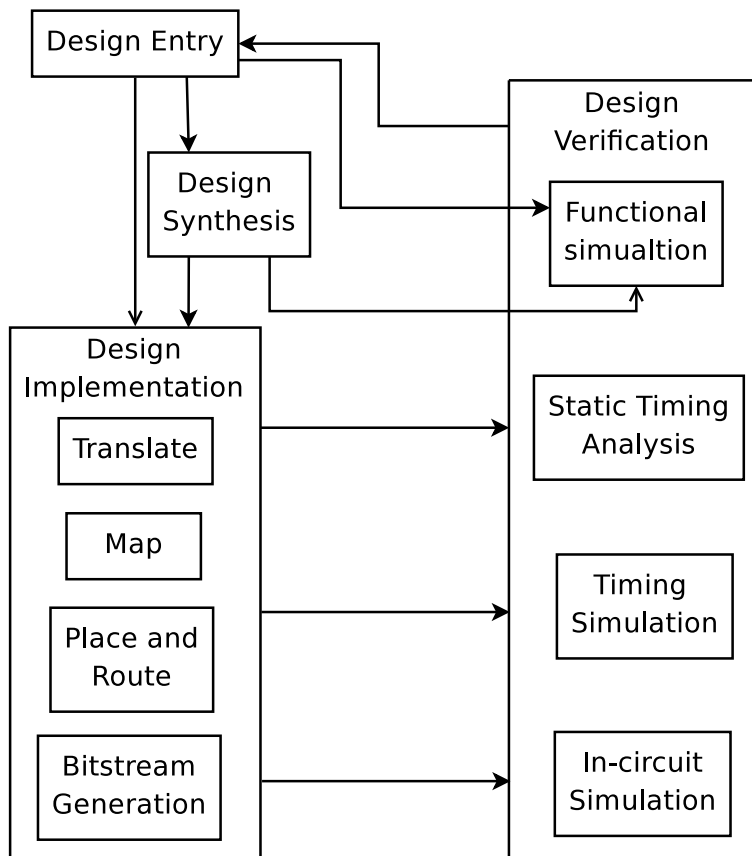 Design Entry
Design
Synthesis
Design
Implementation
Translate
Map
Place and
Route
Bitstream
Generation
Design
Verification
Functional
simualtion
Static Timing
Analysis
Timing
Simulation
In-circuit
Simulation